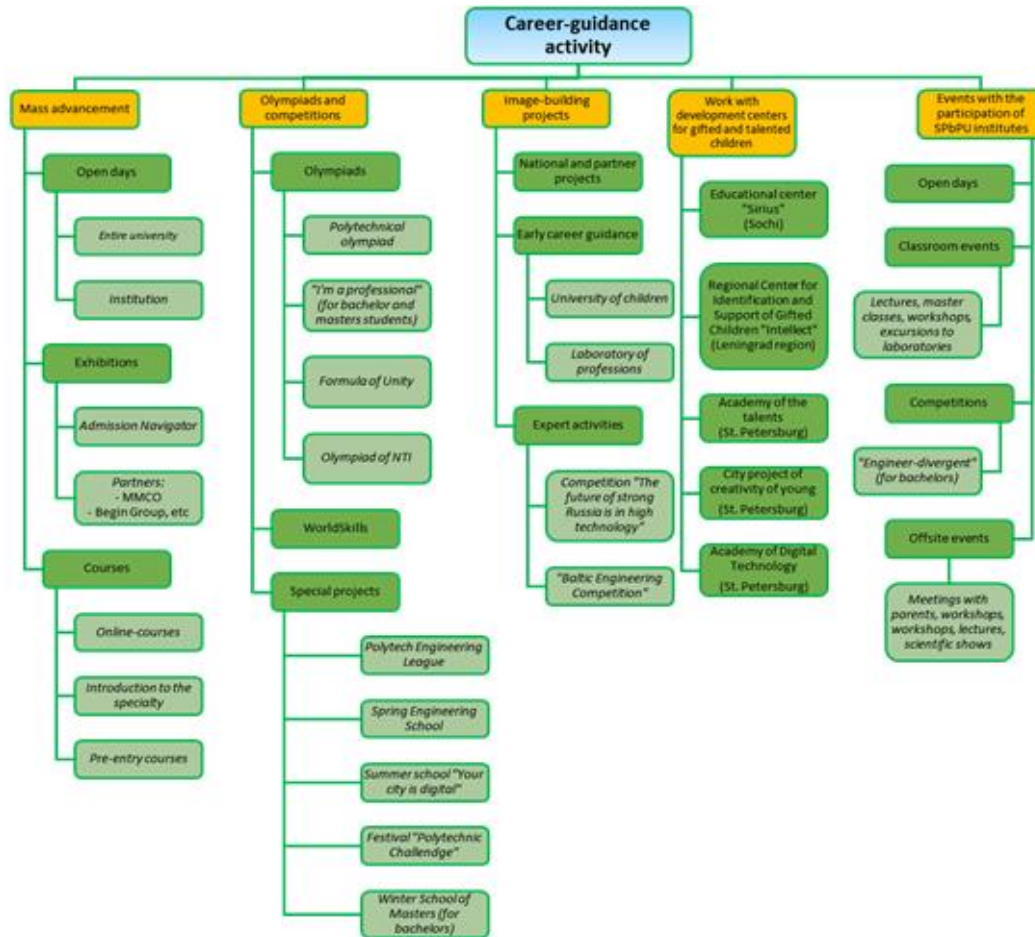 Career-guidance
activity
Mass advancement
Open days
Entire university
Institution
Exhibitions
Admission Navigator
Partners:
- MMCO
- Begin Group, etc
Courses
Online-courses
Introduction to the
specialty
Pre-entry courses
Olympiads and
competitions
Olympiads
Polytechnical
olympiad
"I'm a professional"
(for bachelor and
masters students)
Formula of Unity
Olympiad of NTI
WorldSkills
Special projects
Polytech Engineering
League
Spring Engineering
School
Summer school "Your
city is digital"
Festival "Polytechnic
Challendge"
Winter School of
Masters (for
bachelors)
Image-building
projects
National and partner
projects
Early career guidance
University of children
Laboratory of
professions
Expert activities
Competition "The
future of strong
Russia is in high
technology"
"Baltic Engineering
Competition"
Work with
development centers
for gifted and talented
children
Educational center
"Sirius"
(Sochi)
Regional Center for
Identification and
Support of Gifted
Children "Intellect"
(Leningrad region)
Academy of the
talents
(St. Petersburg)
City project of
creativity of young
(St. Petersburg)
Academy of Digital
Technology
(St. Petersburg)
Events with the
participation of
SPbPU institutes
Open days
Classroom events
Lectures, master
classes, workshops,
excursions to
laboratories
Competitions
"Engineer-divergent"
(for bachelors)
Offsite events
Meetings with
parents, workshops,
workshops, lectures,
scientific shows